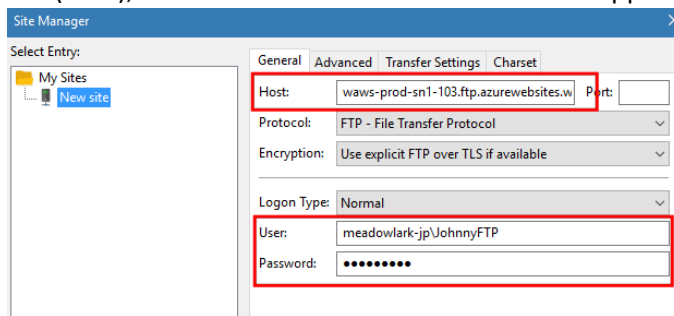 Site Manager
Select Entry:
My Sites
New site
General Advanced Transfer Settings Charset
Host: waws-prod-sn1-103.ftp.azurewebsites.w Port:
Protocol: FTP - File Transfer Protocol
Encryption: Use explicit FTP over TLS if available
Logon Type: Normal
User: meadowlark-jp\JohnnyFTP
Password: •••••••••